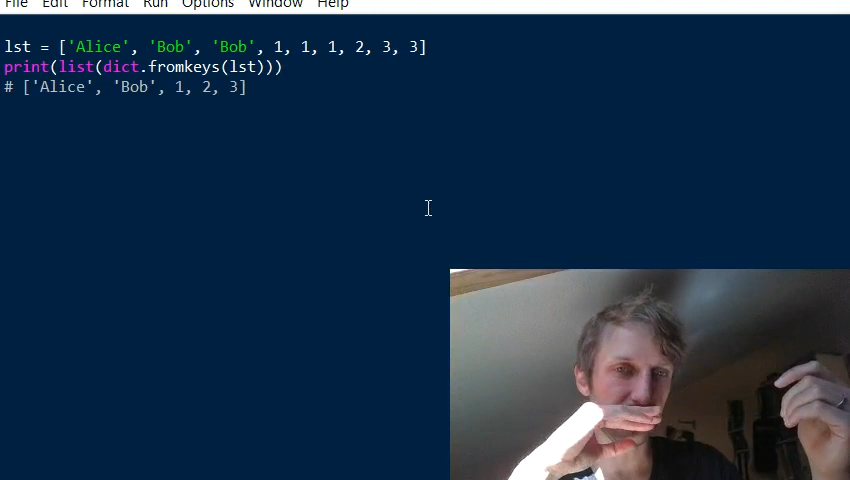 File Edit Format Run Options Window Help
lst = ['Alice', 'Bob', 'Bob', 1, 1, 1, 2, 3, 3]
print(list(dict.fromkeys(lst)))
# ['Alice', 'Bob', 1, 2, 3]